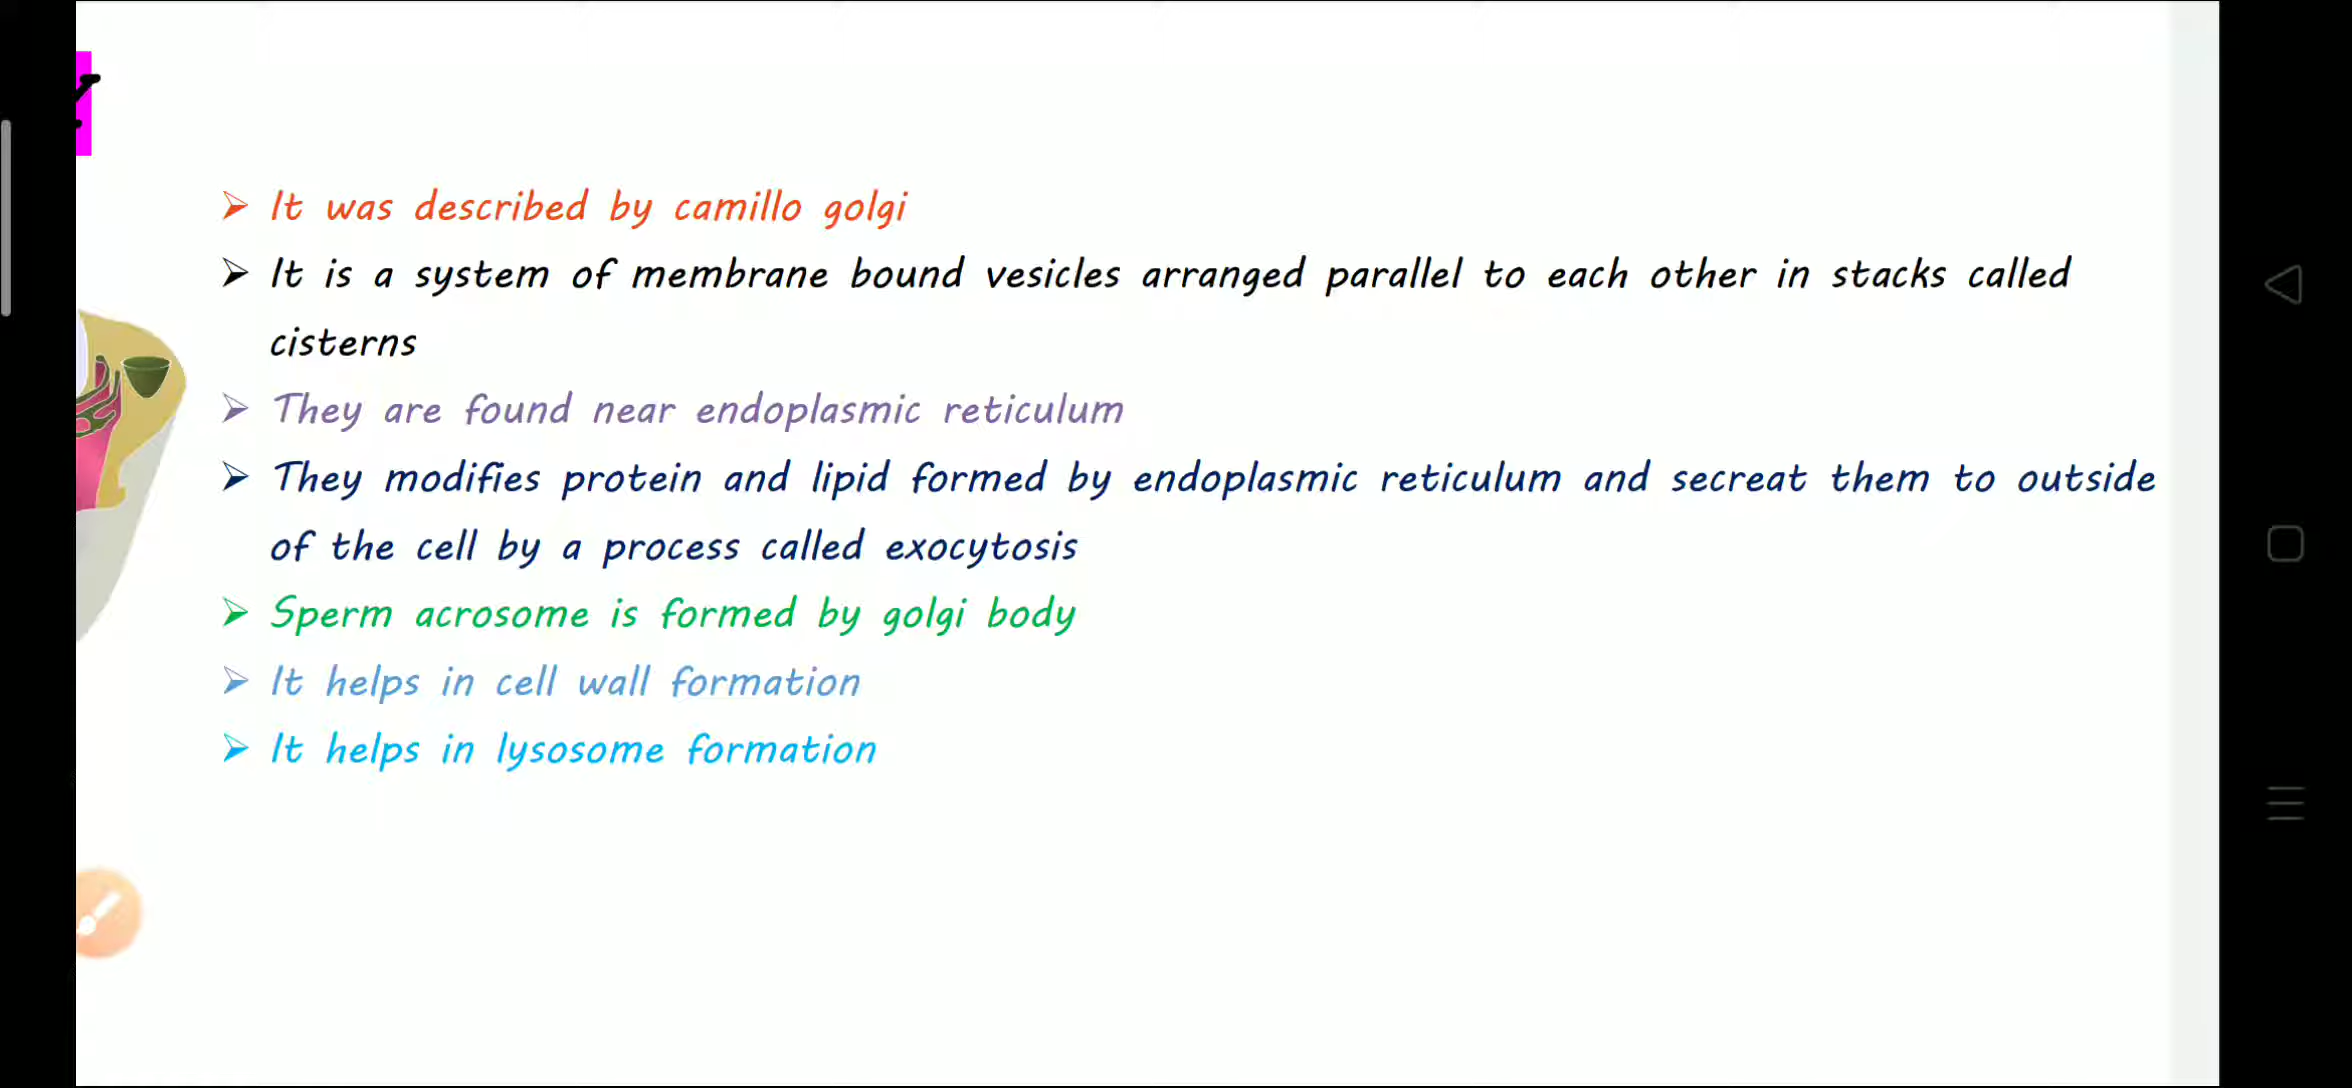 It was described by camillo golgi
It is a system of membrane bound vesicles arranged parallel to each other in stacks called
cisterns
They are found near endoplasmic reticulum
They modifies protein and lipid formed by endoplasmic reticulum and secreat them to outside
of the cell by a process called exocytosis
Sperm acrosome is formed by golgi body
It helps in cell wall formation
It helps in lysosome formation